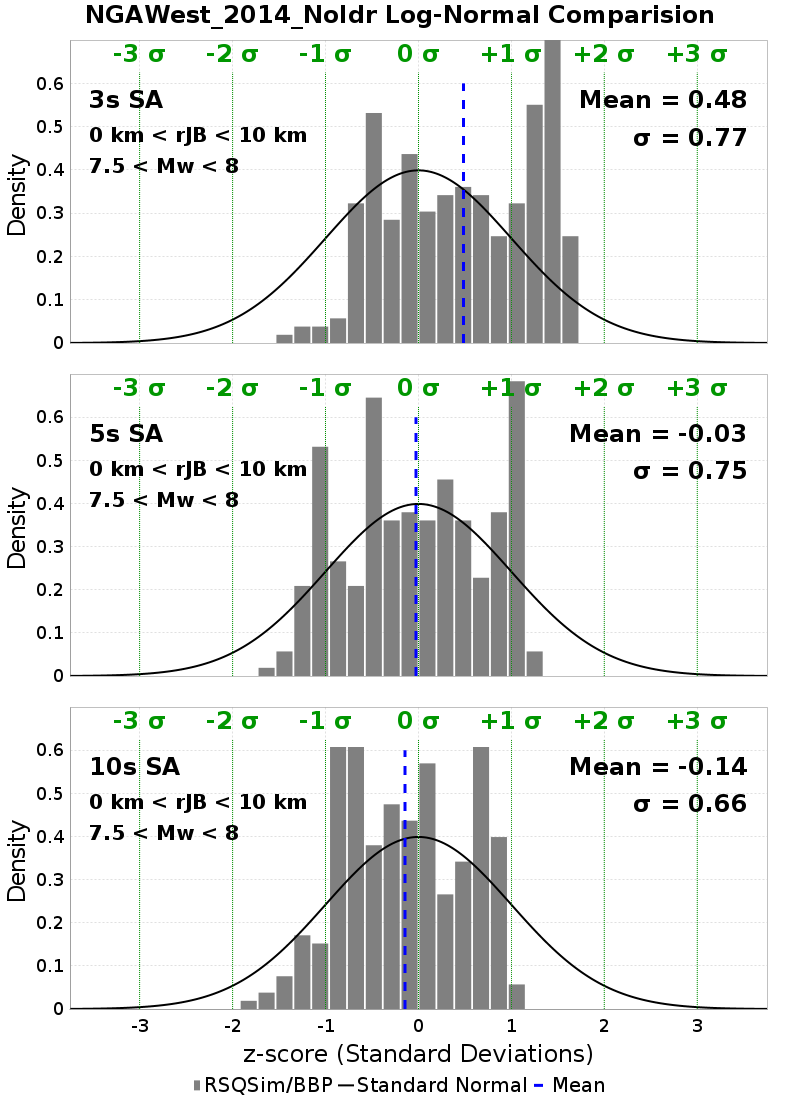 NGAWest_2014_NoIdr Log-Normal Comparision
-3 σ -2 σ -1 σ 0 σ +1 σ +2 σ +3 σ
0.6
3s SA Mean = 0.48
0.5
0 km < rJB < 10 km σ = 0.77
7.5 < Mw < 8
0.4
0.3
0.2
0.1
0
Density
-3 σ -2 σ -1 σ 0 σ +1 σ +2 σ +3 σ
0.6
5s SA Mean = -0.03
0.5
0 km < rJB < 10 km σ = 0.75
7.5 < Mw < 8
0.4
0.3
0.2
0.1
0
Density
-3 σ -2 σ -1 σ 0 σ +1 σ +2 σ +3 σ
0.6
10s SA Mean = -0.14
0.5
0 km < rJB < 10 km σ = 0.66
7.5 < Mw < 8
0.4
0.3
0.2
0.1
0
Density
-3 -2 -1 0 1 2 3
z-score (Standard Deviations)
RSQSim/BBP Standard Normal Mean